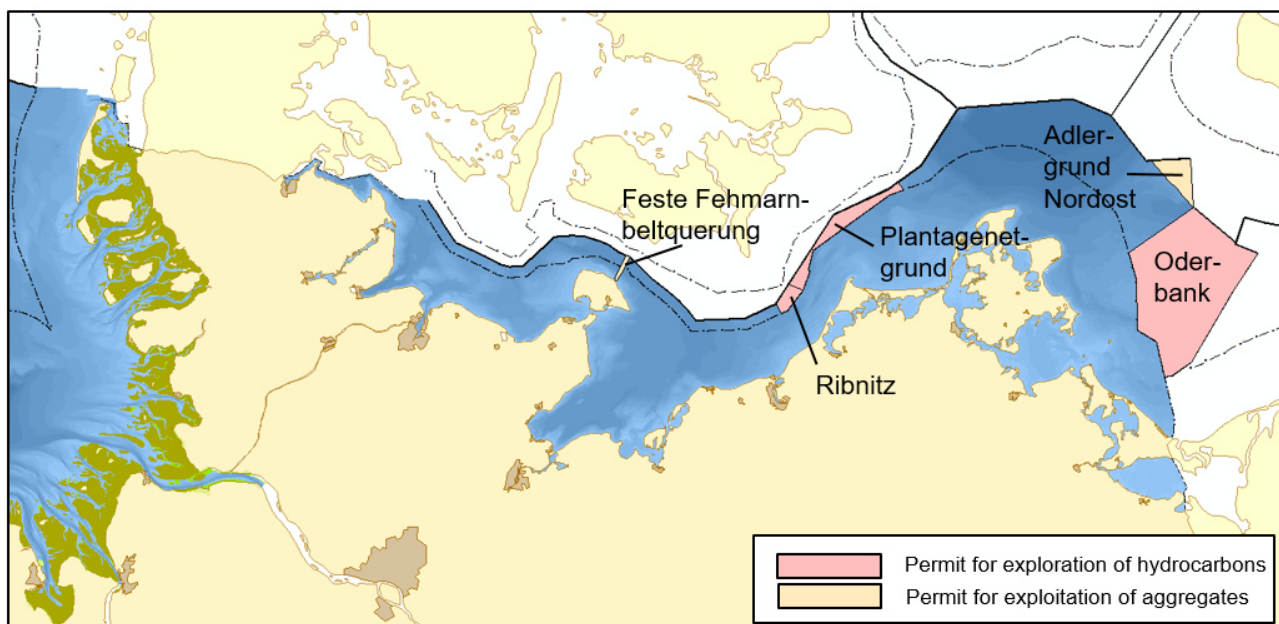 Adler-
grund
Nordost
Feste Fehmarn-
beltquerung
Plantagenet-
grund
Oder-
bank
Ribnitz
Permit for exploration of hydrocarbons
Permit for exploitation of aggregates